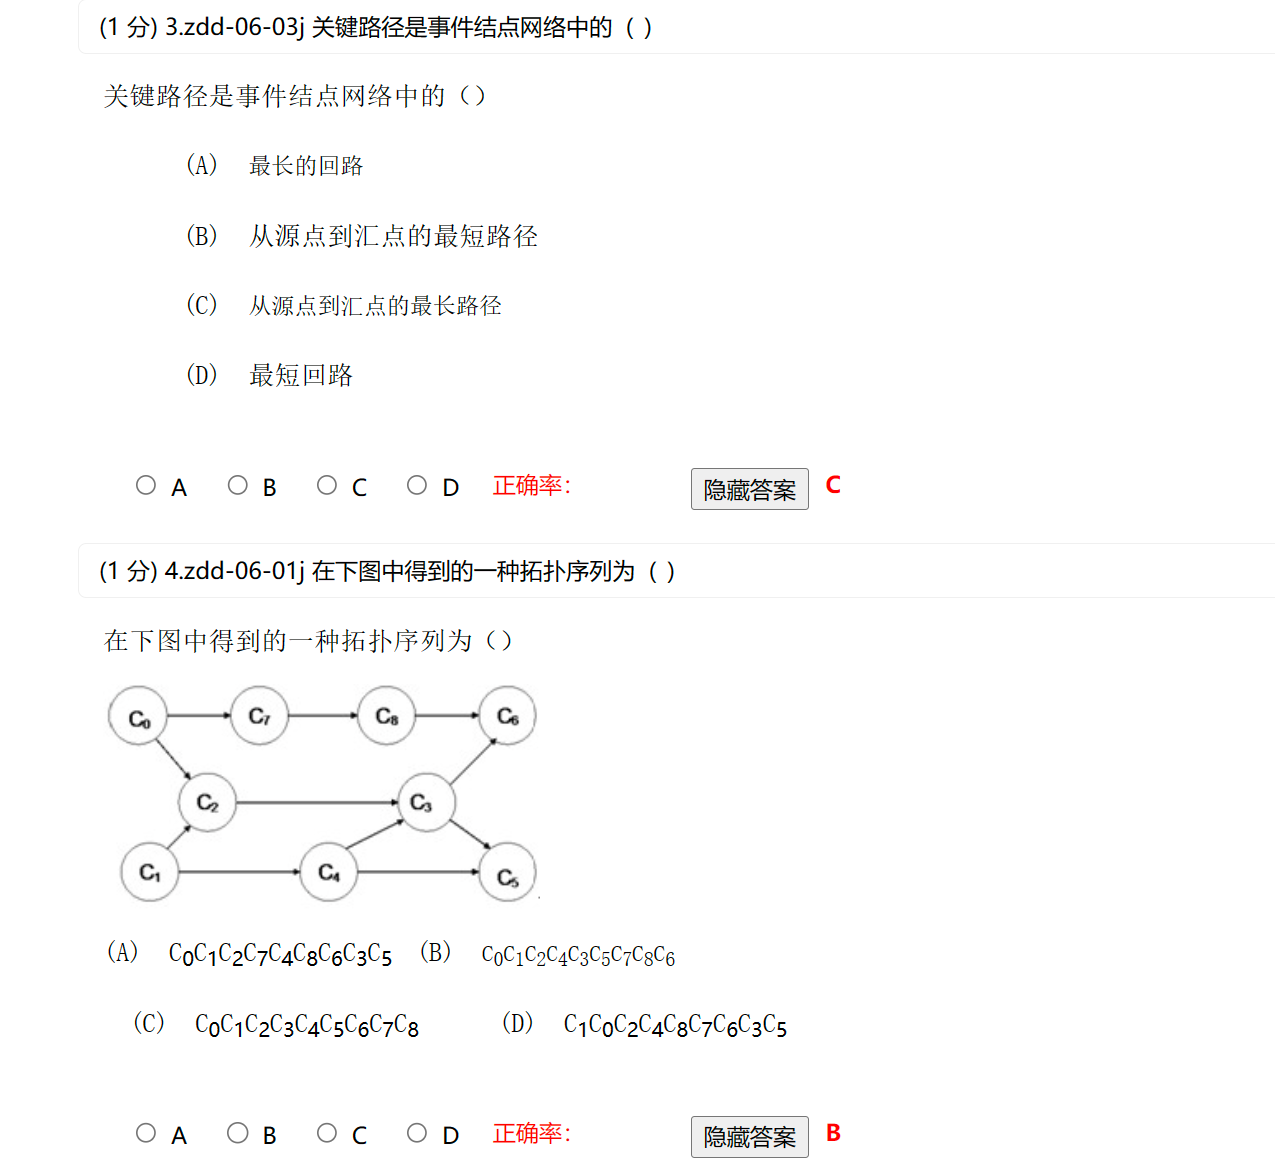 (1 分) 3.zdd-06-03j 关键路径是事件结点网络中的（ ）
关键路径是事件结点网络中的（）
(A) 最长的回路
(B) 从源点到汇点的最短路径
(C) 从源点到汇点的最长路径
(D) 最短回路
A B C D 正确率： 隐藏答案 C
(1 分) 4.zdd-06-01j 在下图中得到的一种拓扑序列为（ ）
在下图中得到的一种拓扑序列为（）
C0 C7 C8 C6
C2 C3
C1 C4 C5
(A) C0C1C2C7C4C8C6C3C5 (B) C0C1C2C4C3C5C7C8C6
(C) C0C1C2C3C4C5C6C7C8 (D) C1C0C2C4C8C7C6C3C5
A B C D 正确率： 隐藏答案 B